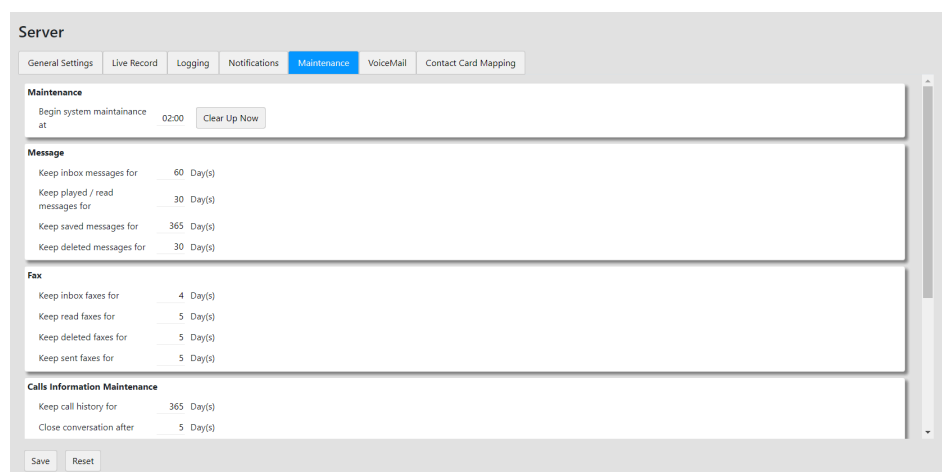 Server
General Settings Live Record Logging Notifications Maintenance VoiceMail Contact Card Mapping
Maintenance
Begin system maintainance
at 02:00 Clear Up Now
Message
Keep inbox messages for 60 Day(s)
Keep played / read
messages for 30 Day(s)
Keep saved messages for 365 Day(s)
Keep deleted messages for 30 Day(s)
Fax
Keep inbox faxes for 4 Day(s)
Keep read faxes for 5 Day(s)
Keep deleted faxes for 5 Day(s)
Keep sent faxes for 5 Day(s)
Calls Information Maintenance
Keep call history for 365 Day(s)
Close conversation after 5 Day(s)
Save Reset